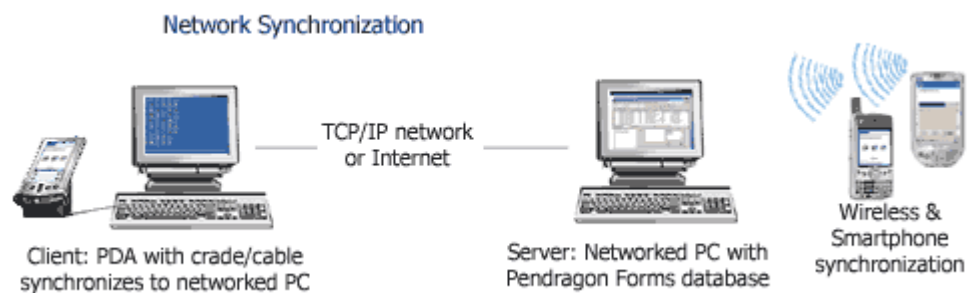 Network Synchronization
TCP/IP network
or Internet
Client: PDA with crade/cable
synchronizes to networked PC
Server: Networked PC with
Pendragon Forms database
Wireless &
Smartphone
synchronization